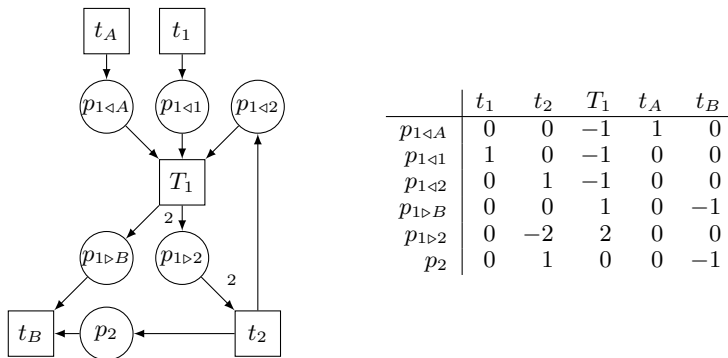 t_A t_1
p_{1◁A} p_{1◁1} p_{1◁2}
T_1
2
p_{1▷B} p_{1▷2}
2
t_B p_2 t_2
t_1 t_2 T_1 t_A t_B
p_{1◁A} 0 0 −1 1 0
p_{1◁1} 1 0 −1 0 0
p_{1◁2} 0 1 −1 0 0
p_{1▷B} 0 0 1 0 −1
p_{1▷2} 0 −2 2 0 0
p_2 0 1 0 0 −1